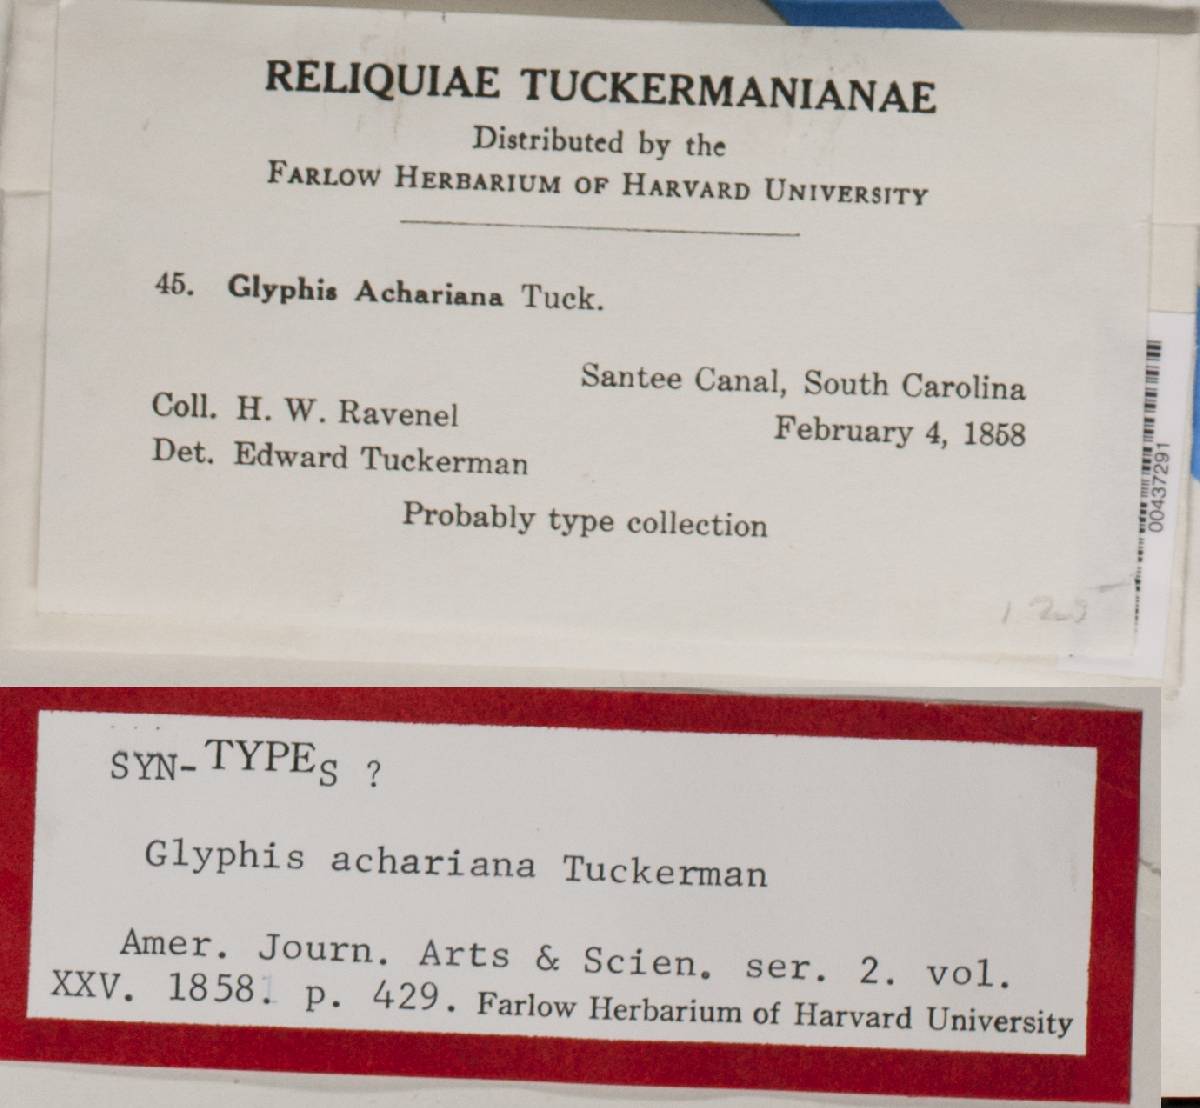 RELIQUIAE TUCKERMANIANAE
Distributed by the
FARLOW HERBARIUM OF HARVARD UNIVERSITY
45. Glyphis Achariana Tuck.
Santee Canal, South Carolina
Coll. H. W. Ravenel
February 4, 1858
Det. Edward Tuckerman
Probably type collection
00437291
SYN-TYPES ?
Glyphis achariana Tuckerman
Amer. Journ. Arts & Scien. ser. 2. vol.
XXV. 1858. p. 429. Farlow Herbarium of Harvard University